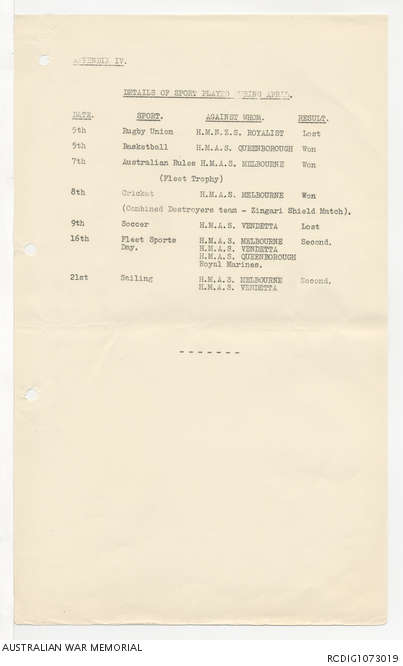 APPENDIX IV.
DETAILS OF SPORT PLAYED DURING APRIL.
DATE. SPORT. AGAINST WHOM. RESULT.
5th Rugby Union H.M.N.Z.S. ROYALIST Lost
5th Basketball H.M.A.S. QUEENBOROUGH Won
7th Australian Rules H.M.A.S. MELBOURNE Won
(Fleet Trophy)
8th Cricket H.M.A.S. MELBOURNE Won
(Combined Destroyers team - Zingari Shield Match).
9th Soccer H.M.A.S. VENDETTA Lost
16th Fleet Sports H.M.A.S. MELBOURNE Second.
Day. H.M.A.S. VENDETTA
H.M.A.S. QUEENBOROUGH
Royal Marines.
21st Sailing H.M.A.S. MELBOURNE Second.
H.M.A.S. VENDETTA
- - - - - - -
AUSTRALIAN WAR MEMORIAL RCDIG1073019